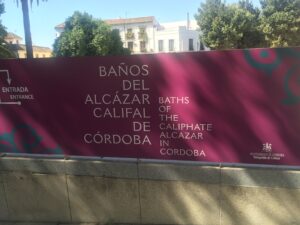 ENTRADA
ENTRANCE
BAÑOS
DEL
ALCÁZAR
CALIFAL
DE
CÓRDOBA
BATHS
OF
THE
CALIPHATE
ALCAZAR
IN
CORDOBA